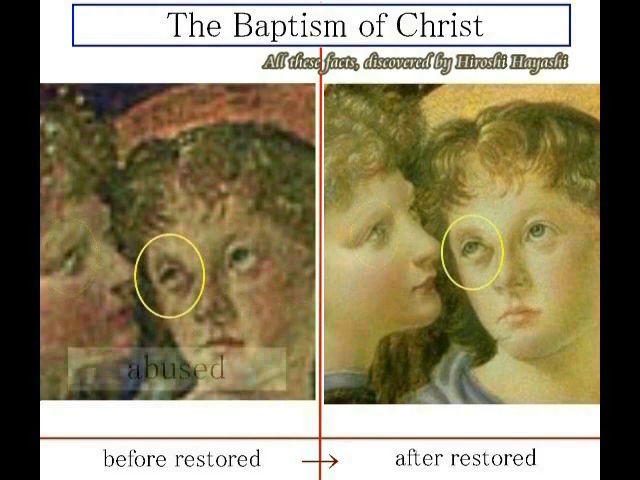 The Baptism of Christ
All these facts, discovered by Hiroshi Hayashi
abused
before restored → after restored